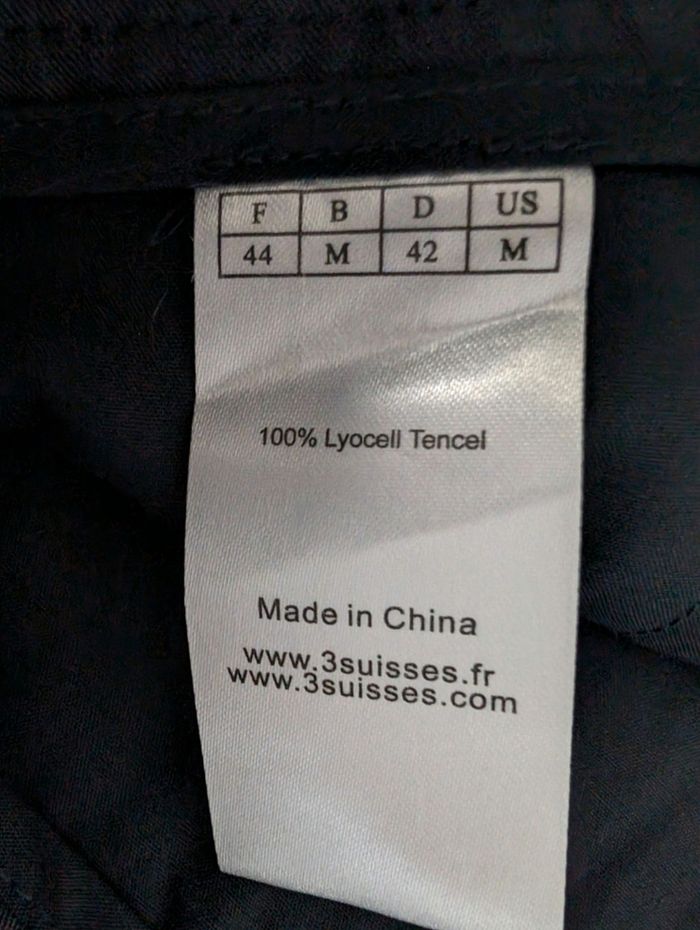 F B D US
44 M 42 M
100% Lyocell Tencel
Made in China
www.3suisses.fr
www.3suisses.com